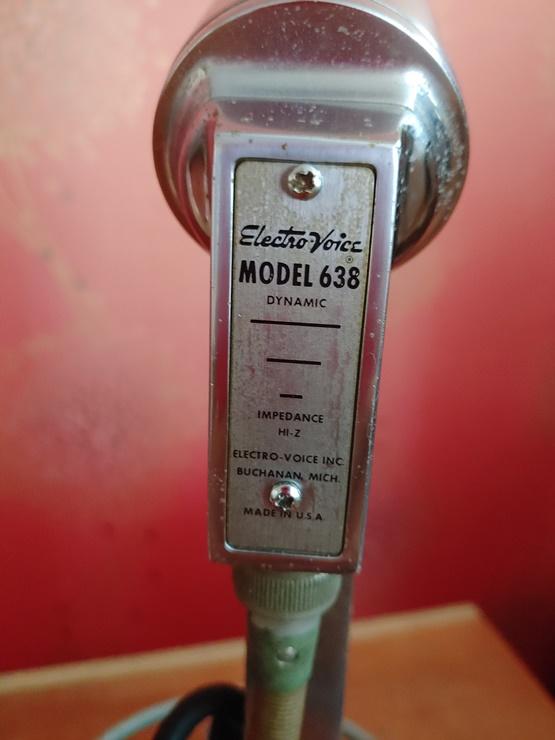 Electro-Voice
®
MODEL 638
DYNAMIC
IMPEDANCE
HI-Z
ELECTRO-VOICE INC.
BUCHANAN, MICH.
MADE IN U.S.A.